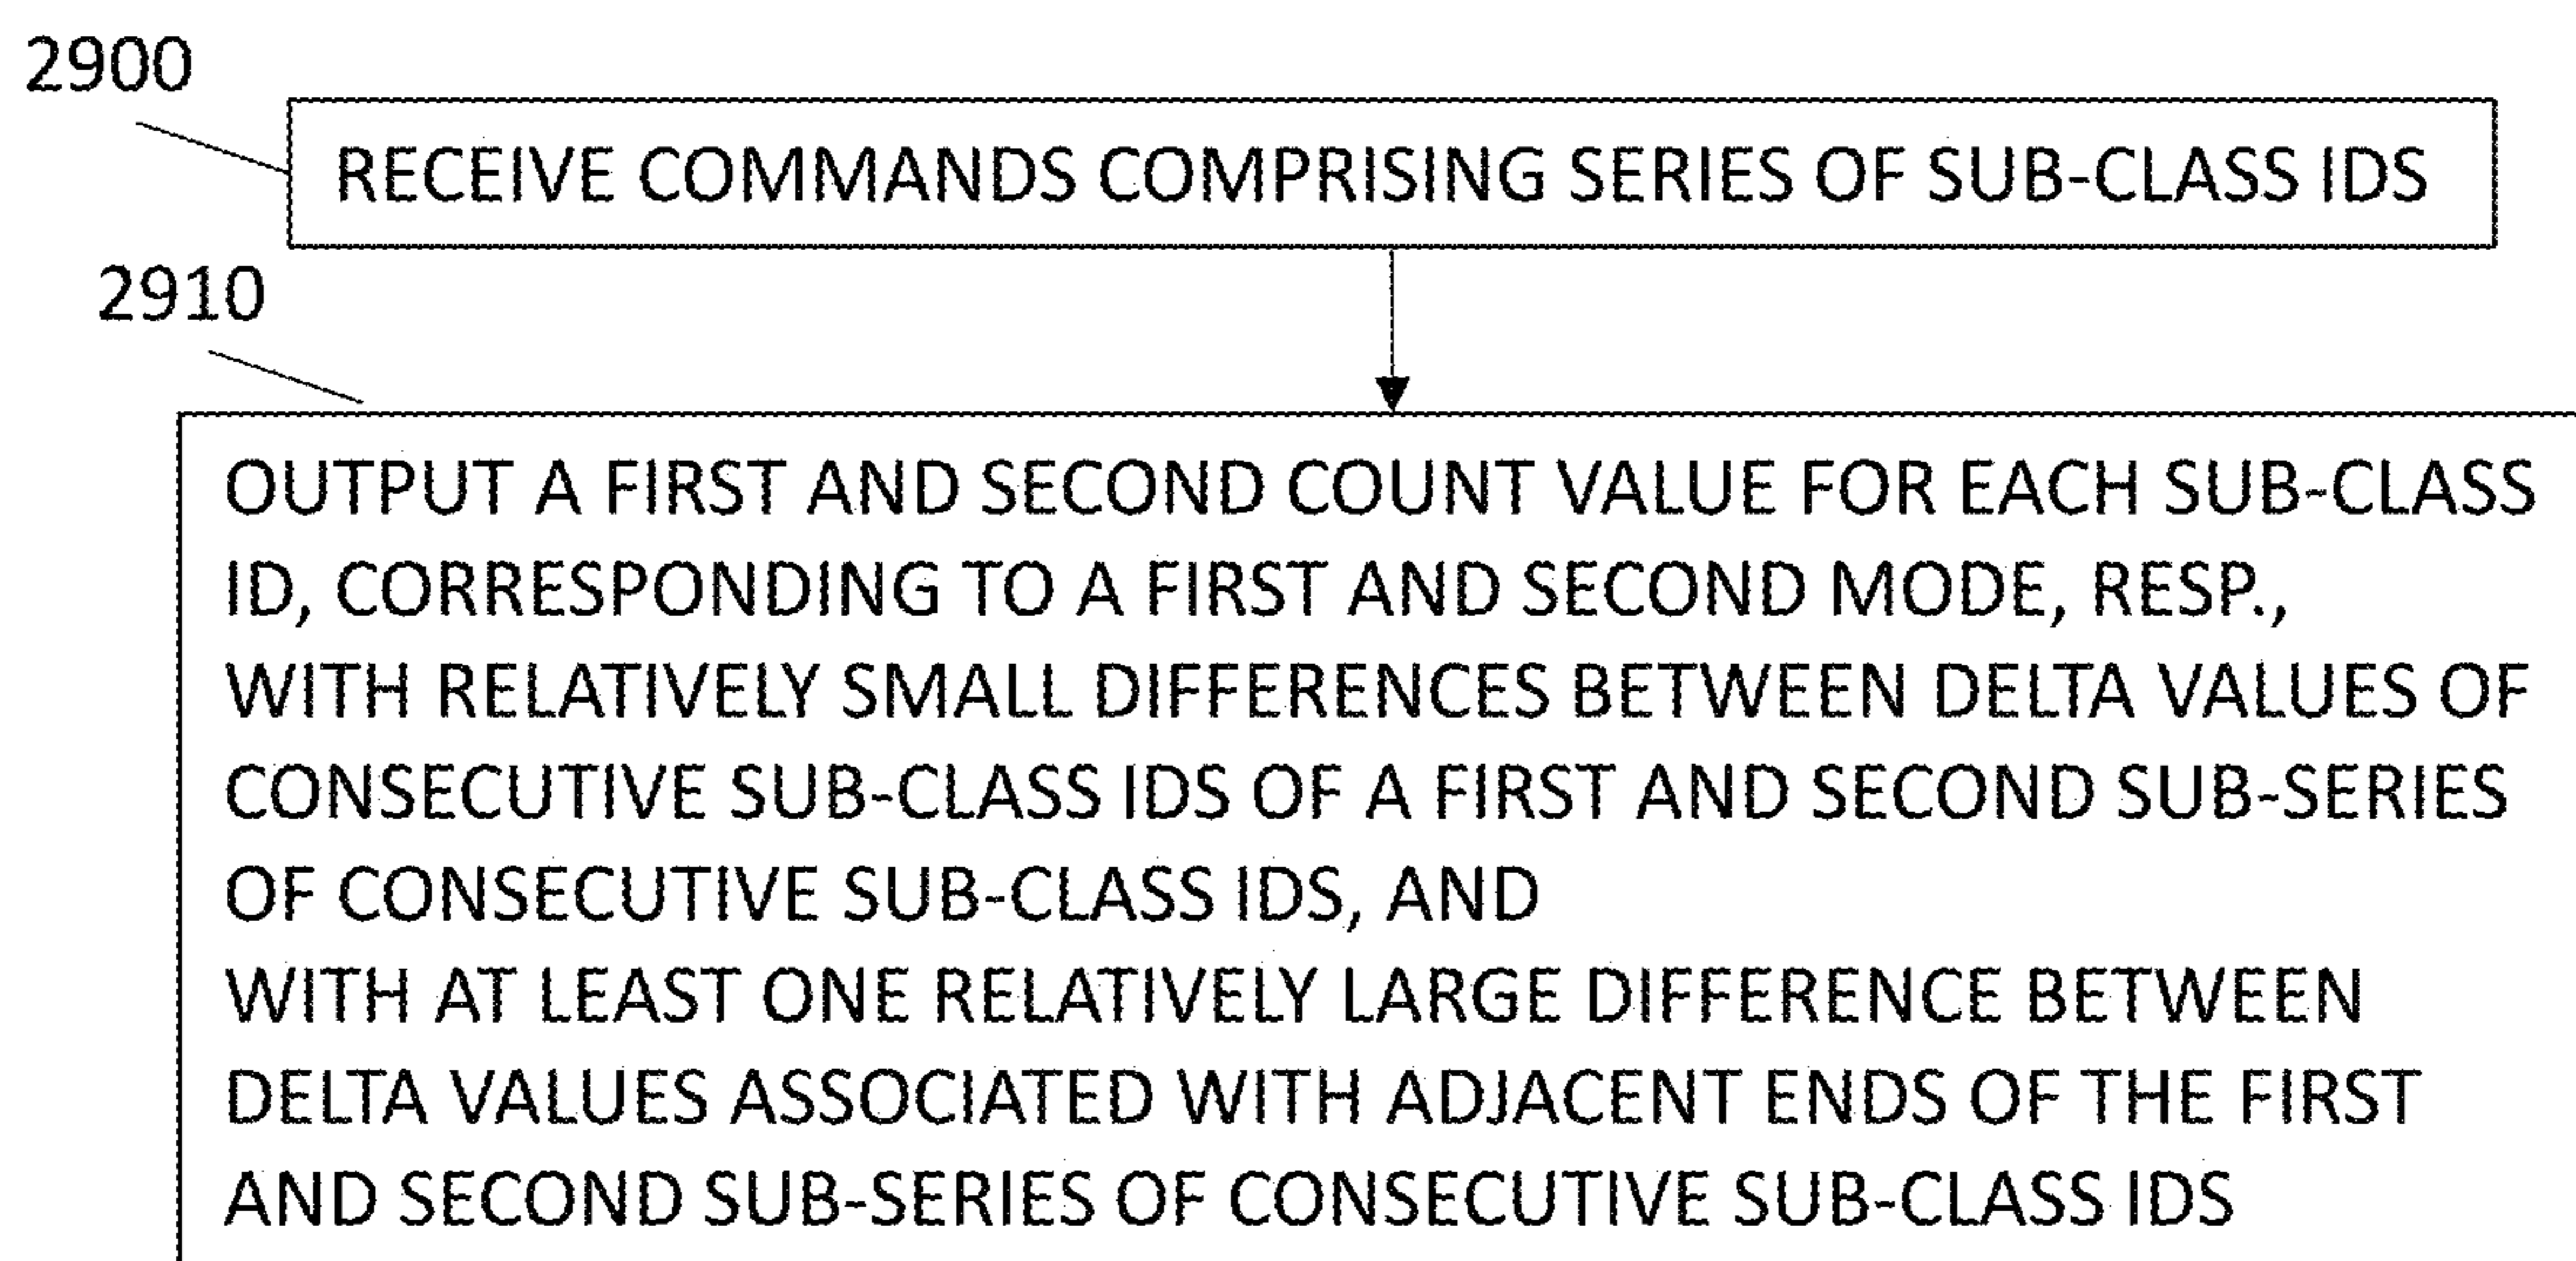 2900
RECEIVE COMMANDS COMPRISING SERIES OF SUB-CLASS IDS
2910
OUTPUT A FIRST AND SECOND COUNT VALUE FOR EACH SUB-CLASS
ID, CORRESPONDING TO A FIRST AND SECOND MODE, RESP.,
WITH RELATIVELY SMALL DIFFERENCES BETWEEN DELTA VALUES OF
CONSECUTIVE SUB-CLASS IDS OF A FIRST AND SECOND SUB-SERIES
OF CONSECUTIVE SUB-CLASS IDS, AND
WITH AT LEAST ONE RELATIVELY LARGE DIFFERENCE BETWEEN
DELTA VALUES ASSOCIATED WITH ADJACENT ENDS OF THE FIRST
AND SECOND SUB-SERIES OF CONSECUTIVE SUB-CLASS IDS